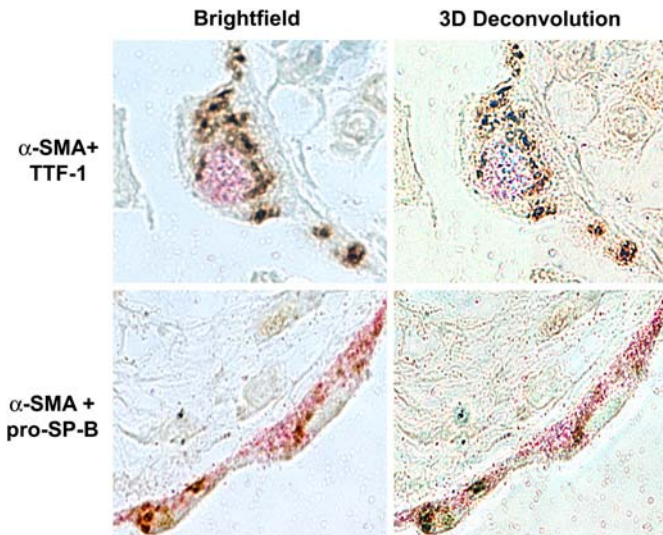 Brightfield
3D Deconvolution
α-SMA+
TTF-1
α-SMA +
pro-SP-B